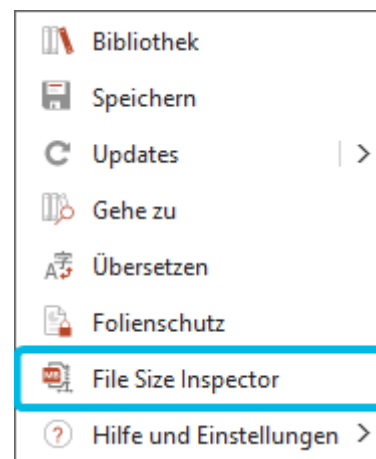 Bibliothek
Speichern
Updates
Gehe zu
Übersetzen
Folienschutz
File Size Inspector
Hilfe und Einstellungen